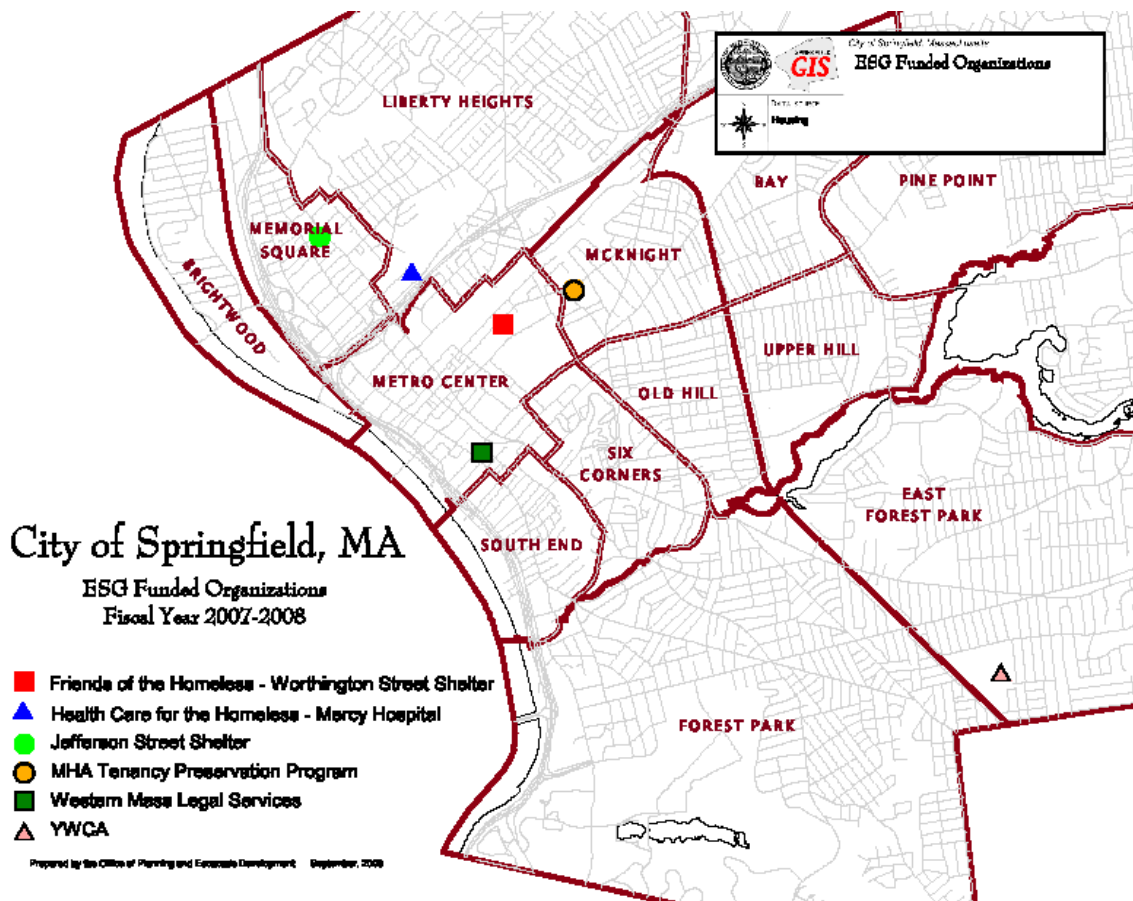 City of Springfield, Massachusetts
SPRINGFIELD
GIS
ESG Funded Organizations
DATA SOURCE
Housing
LIBERTY HEIGHTS
BAY
PINE POINT
MEMORIAL
SQUARE
MCKNIGHT
BRIGHTWOOD
UPPER HILL
METRO CENTER
OLD HILL
SIX
CORNERS
EAST
FOREST PARK
SOUTH END
FOREST PARK
City of Springfield, MA
ESG Funded Organizations
Fiscal Year 2007-2008
Friends of the Homeless - Worthington Street Shelter
Health Care for the Homeless - Mercy Hospital
Jefferson Street Shelter
MHA Tenancy Preservation Program
Western Mass Legal Services
YWCA
Prepared by the Office of Planning and Economic Development September,